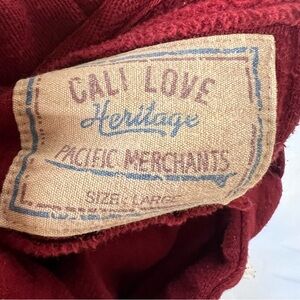 CALI LOVE
Heritage
PACIFIC MERCHANTS
SIZE: LARGE